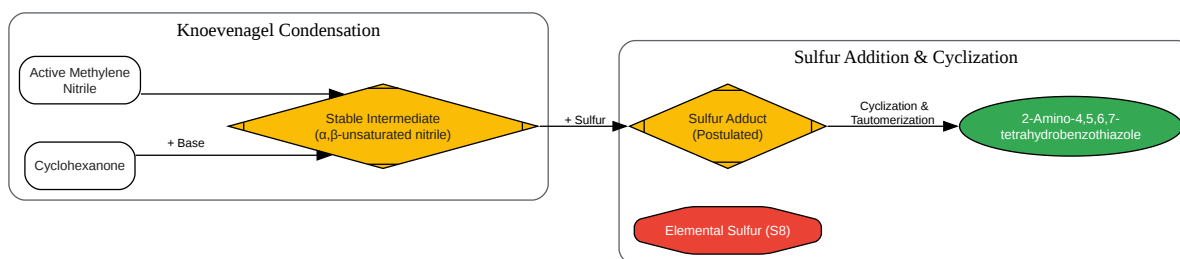 Knoevenagel Condensation
Active Methylene
Nitrile
Cyclohexanone
+ Base
Stable Intermediate
(α,β-unsaturated nitrile)
+ Sulfur
Sulfur Addition & Cyclization
Sulfur Adduct
(Postulated)
Cyclization &
Tautomerization
2-Amino-4,5,6,7-
tetrahydrobenzothiazole
Elemental Sulfur (S8)